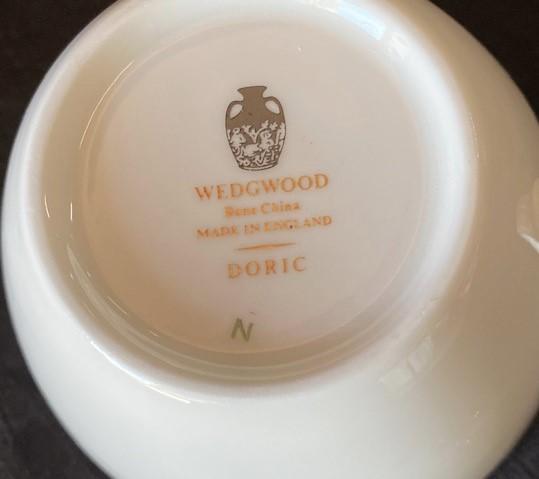 WEDGWOOD
Bone China
MADE IN ENGLAND
DORIC
N